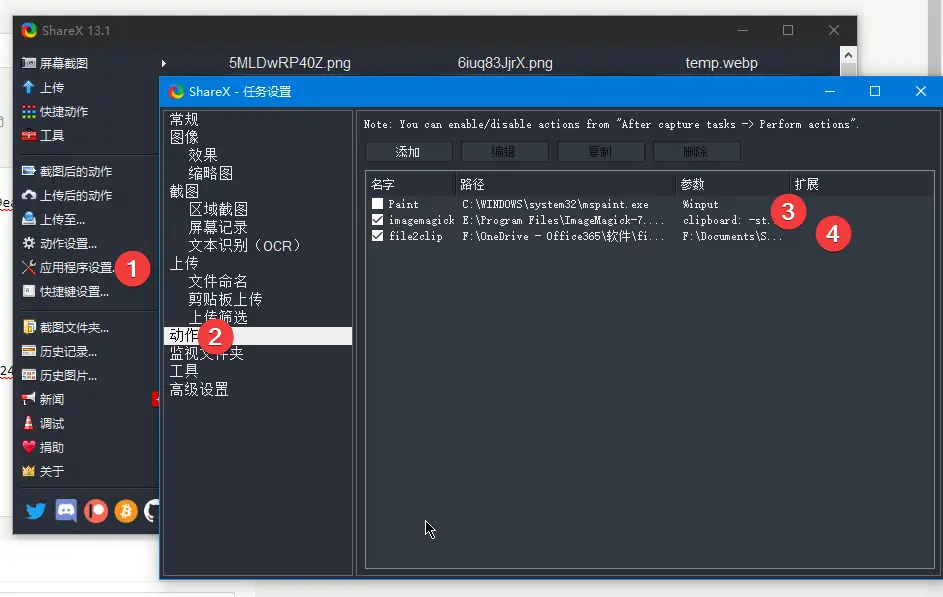 ShareX 13.1
屏幕截图
上传
快捷动作
工具
截图后的动作
上传后的动作
上传至...
动作设置...
应用程序设置.
快捷键设置...
截图文件夹...
历史记录...
历史图片...
新闻
调试
捐助
关于
5MLDwRP40Z.png 6iuq83JjrX.png temp.webp
ShareX - 任务设置
常规
图像
效果
缩略图
截图
区域截图
屏幕记录
文本识别（OCR）
上传
文件命名
剪贴板上传
上传筛选
动作
监视文件夹
工具
高级设置
Note: You can enable/disable actions from "After capture tasks -> Perform actions".
添加 编辑 复制 删除
名字 路径 参数 扩展
Paint C:\WINDOWS\system32\mspaint.exe %input
imagemagick E:\Program Files\ImageMagick-7.... clipboard: -st...
file2clip F:\OneDrive - Office365\软件\fi... F:\Documents\S...
1
2
3
4